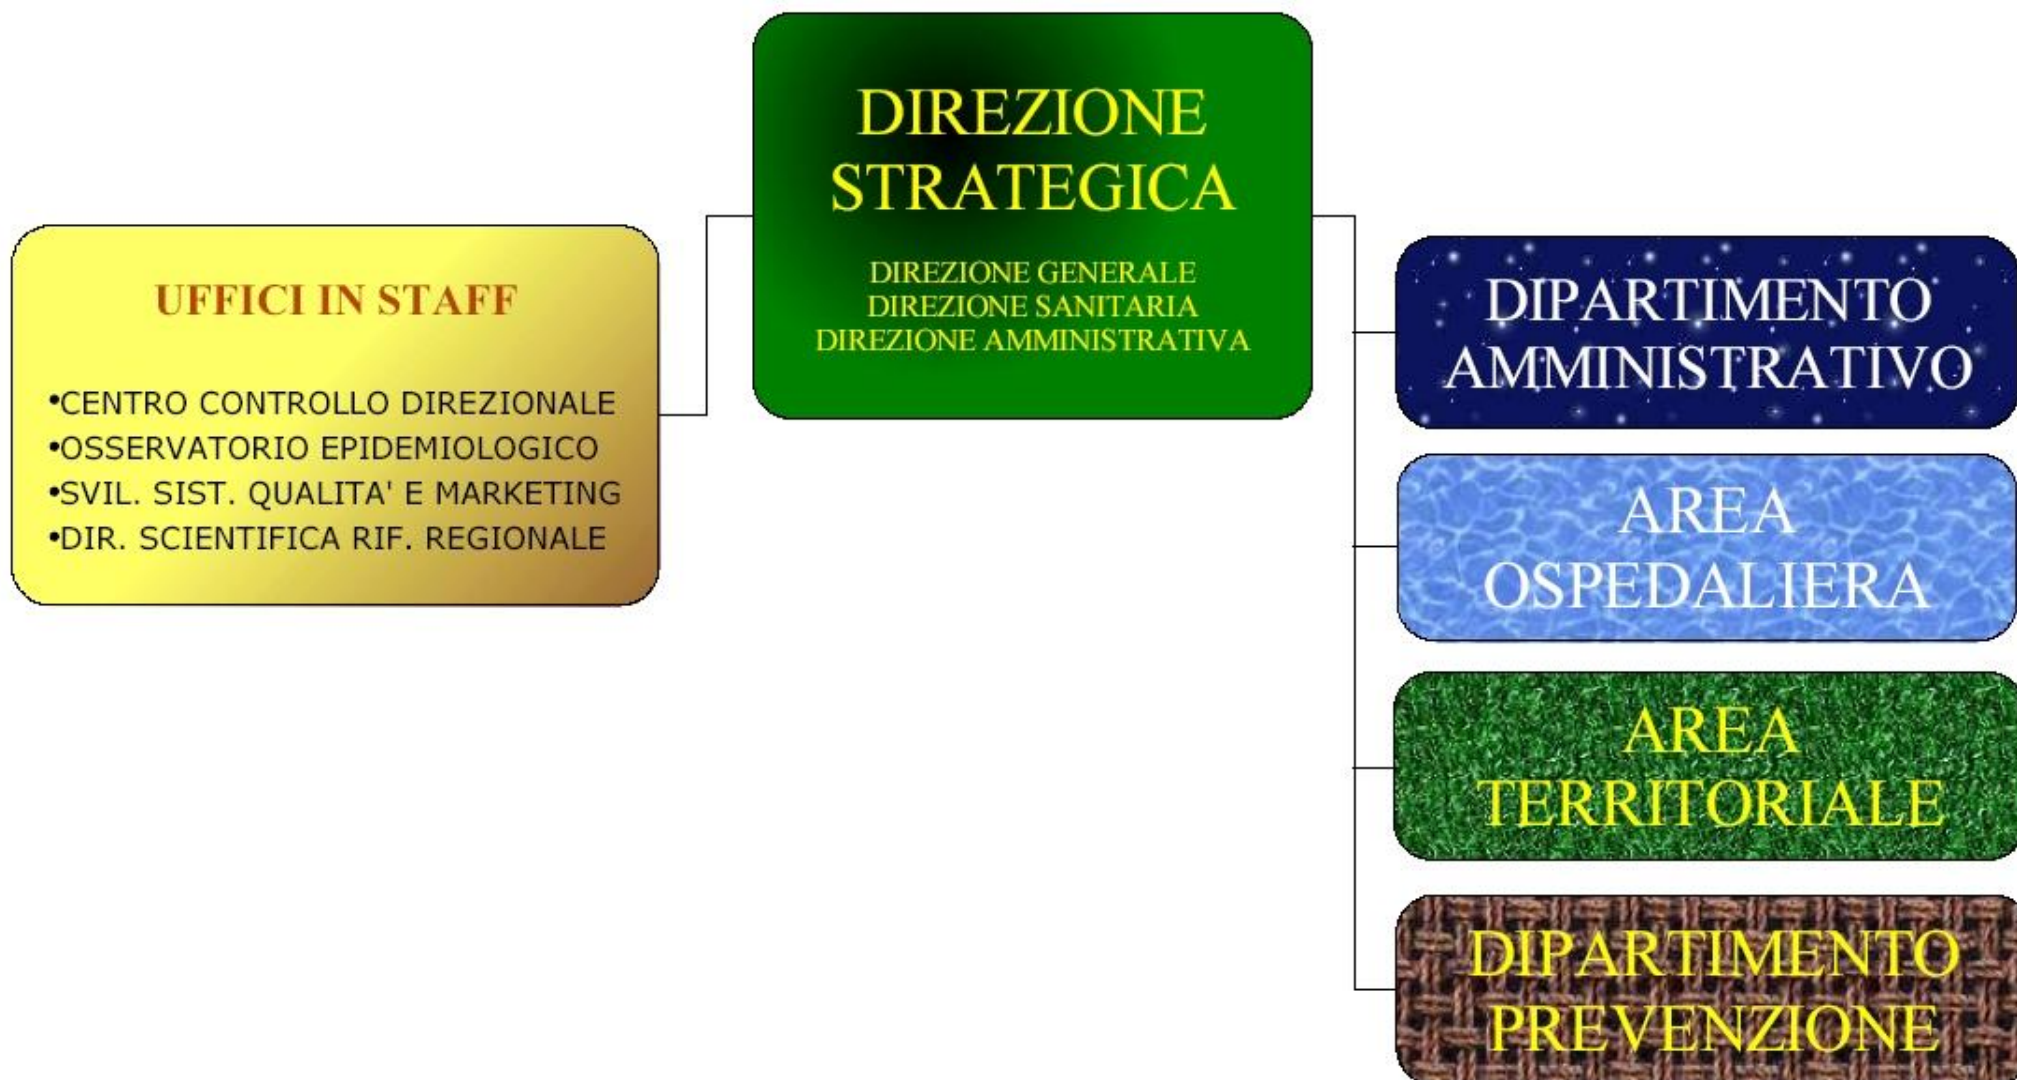 DIREZIONE
STRATEGICA
DIREZIONE GENERALE
DIREZIONE SANITARIA
DIREZIONE AMMINISTRATIVA
UFFICI IN STAFF
•CENTRO CONTROLLO DIREZIONALE
•OSSERVATORIO EPIDEMIOLOGICO
•SVIL. SIST. QUALITA' E MARKETING
•DIR. SCIENTIFICA RIF. REGIONALE
DIPARTIMENTO
AMMINISTRATIVO
AREA
OSPEDALIERA
AREA
TERRITORIALE
DIPARTIMENTO
PREVENZIONE